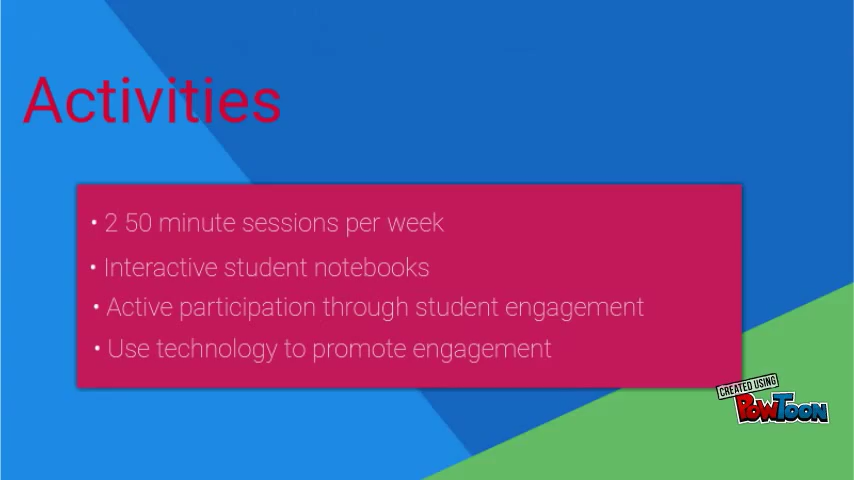 Activities
• 2 50 minute sessions per week
• Interactive student notebooks
• Active participation through student engagement
• Use technology to promote engagement
CREATED USING
POWTOON